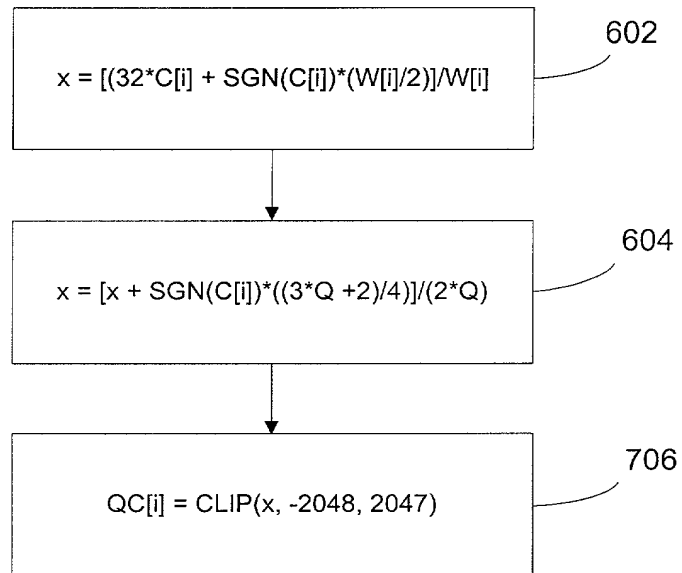 602
x = [(32*C[i] + SGN(C[i])*(W[i]/2)]/W[i]
604
x = [x + SGN(C[i])*((3*Q +2)/4)]/(2*Q)
706
QC[i] = CLIP(x, -2048, 2047)